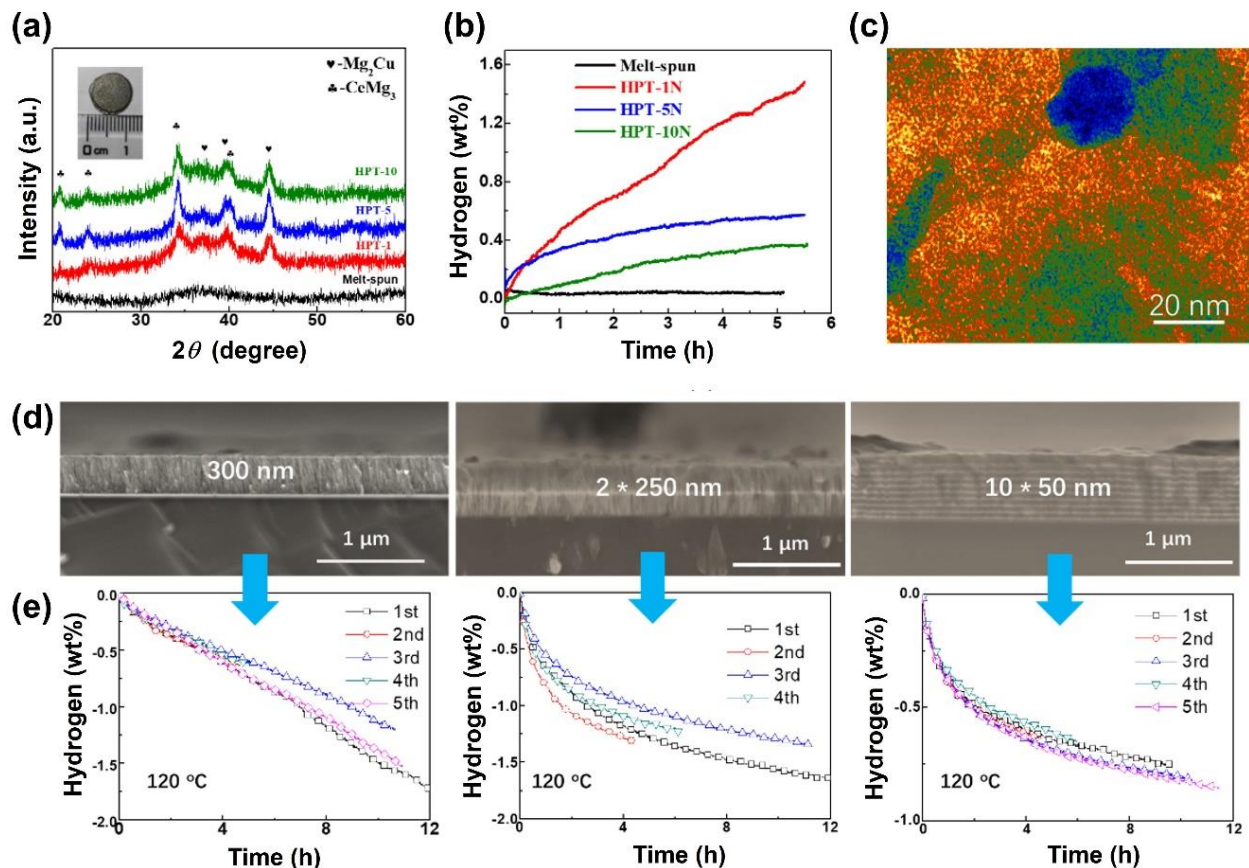 (a)
Intensity (a.u.)
0 cm 1
♥-Mg₂Cu
♣-CeMg₃
HPT-10
HPT-5
HPT-1
Melt-spun
20 30 40 50 60
2θ (degree)
(b)
Hydrogen (wt%)
1.6
1.2
0.8
0.4
0.0
Melt-spun
HPT-1N
HPT-5N
HPT-10N
0 1 2 3 4 5 6
Time (h)
(c)
20 nm
(d)
300 nm
1 µm
2 * 250 nm
1 µm
10 * 50 nm
1 µm
(e)
Hydrogen (wt%)
0.0
-0.5
-1.0
-1.5
-2.0
1st
2nd
3rd
4th
5th
120 °C
0 4 8 12
Time (h)
Hydrogen (wt%)
0.0
-0.5
-1.0
-1.5
-2.0
1st
2nd
3rd
4th
120 °C
0 4 8 12
Time (h)
Hydrogen (wt%)
0.0
-0.5
-1.0
1st
2nd
3rd
4th
5th
120 °C
0 4 8 12
Time (h)